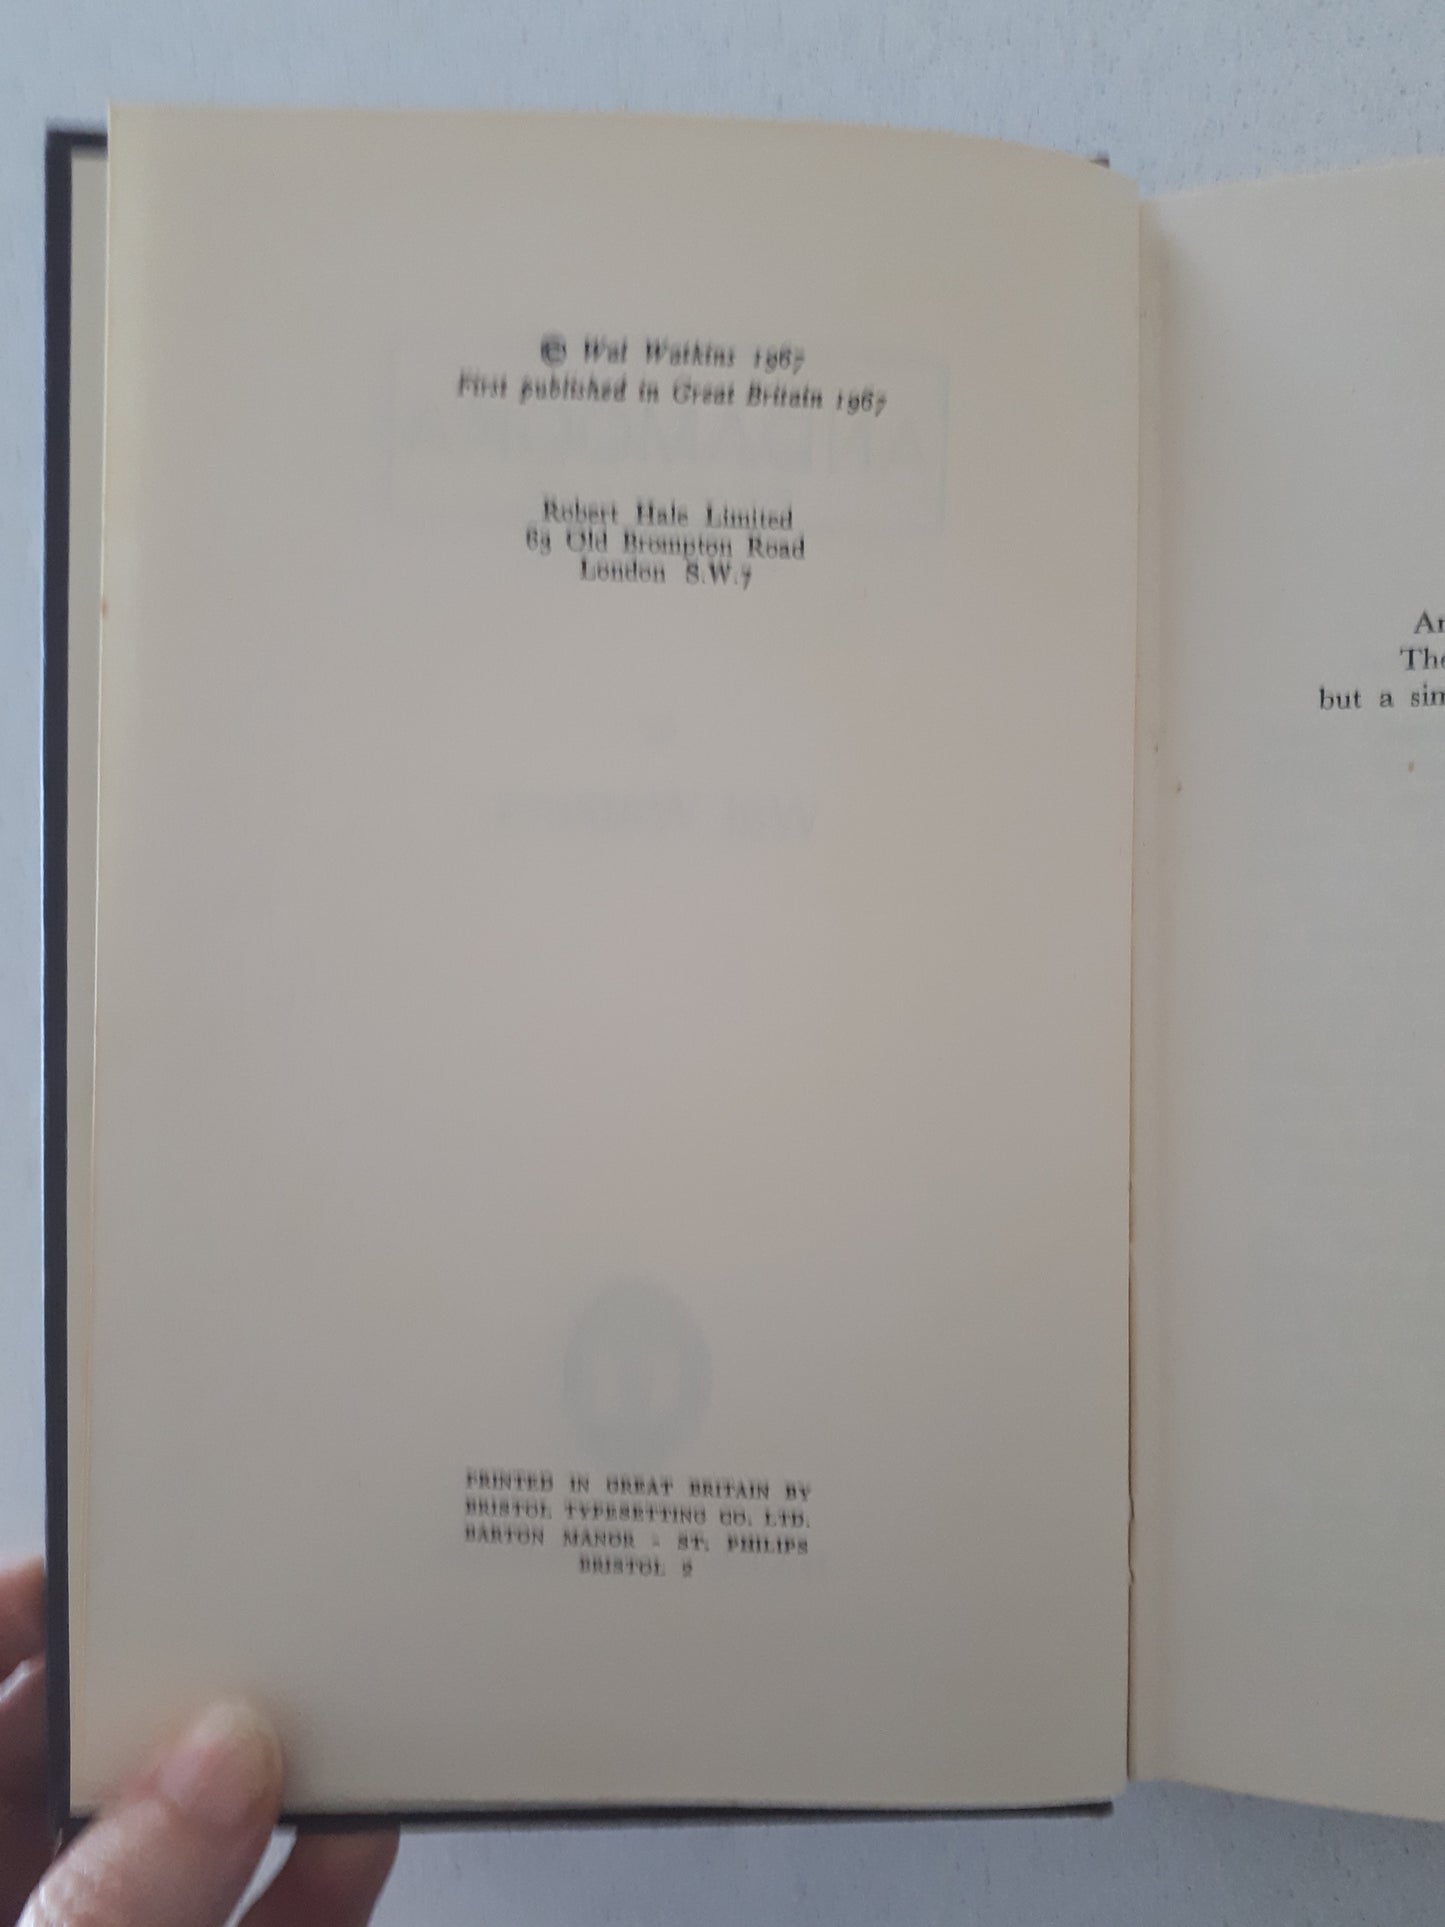 © Wal Watkins 1967
First published in Great Britain 1967
Robert Hale Limited
63 Old Brompton Road
London S.W.7
PRINTED IN GREAT BRITAIN BY
BRISTOL TYPESETTING CO. LTD.
BARTON MANOR - ST. PHILIPS
BRISTOL 2
The
but a